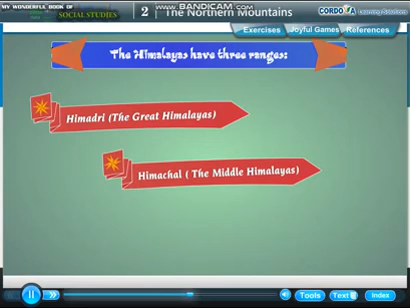 MY WONDERFUL BOOK OF
SOCIAL STUDIES
2 The Northern Mountains
WWW.BANDICAM.COM
CORDOVA Learning Solutions
Exercises Joyful Games References
The Himalayas have three ranges:
Himadri (The Great Himalayas)
Himachal ( The Middle Himalayas)
Tools Text Index